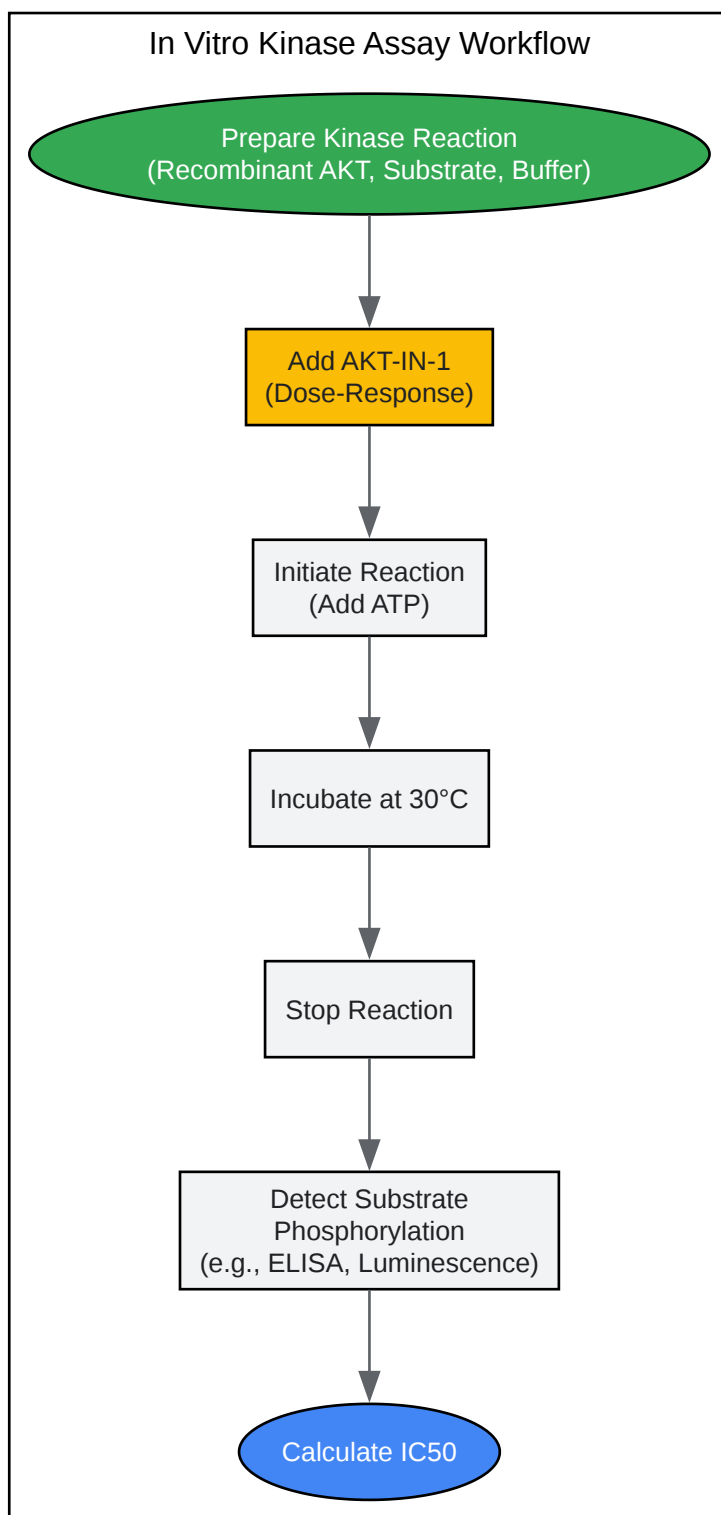 In Vitro Kinase Assay Workflow
Prepare Kinase Reaction
(Recombinant AKT, Substrate, Buffer)
Add AKT-IN-1
(Dose-Response)
Initiate Reaction
(Add ATP)
Incubate at 30°C
Stop Reaction
Detect Substrate
Phosphorylation
(e.g., ELISA, Luminescence)
Calculate IC50